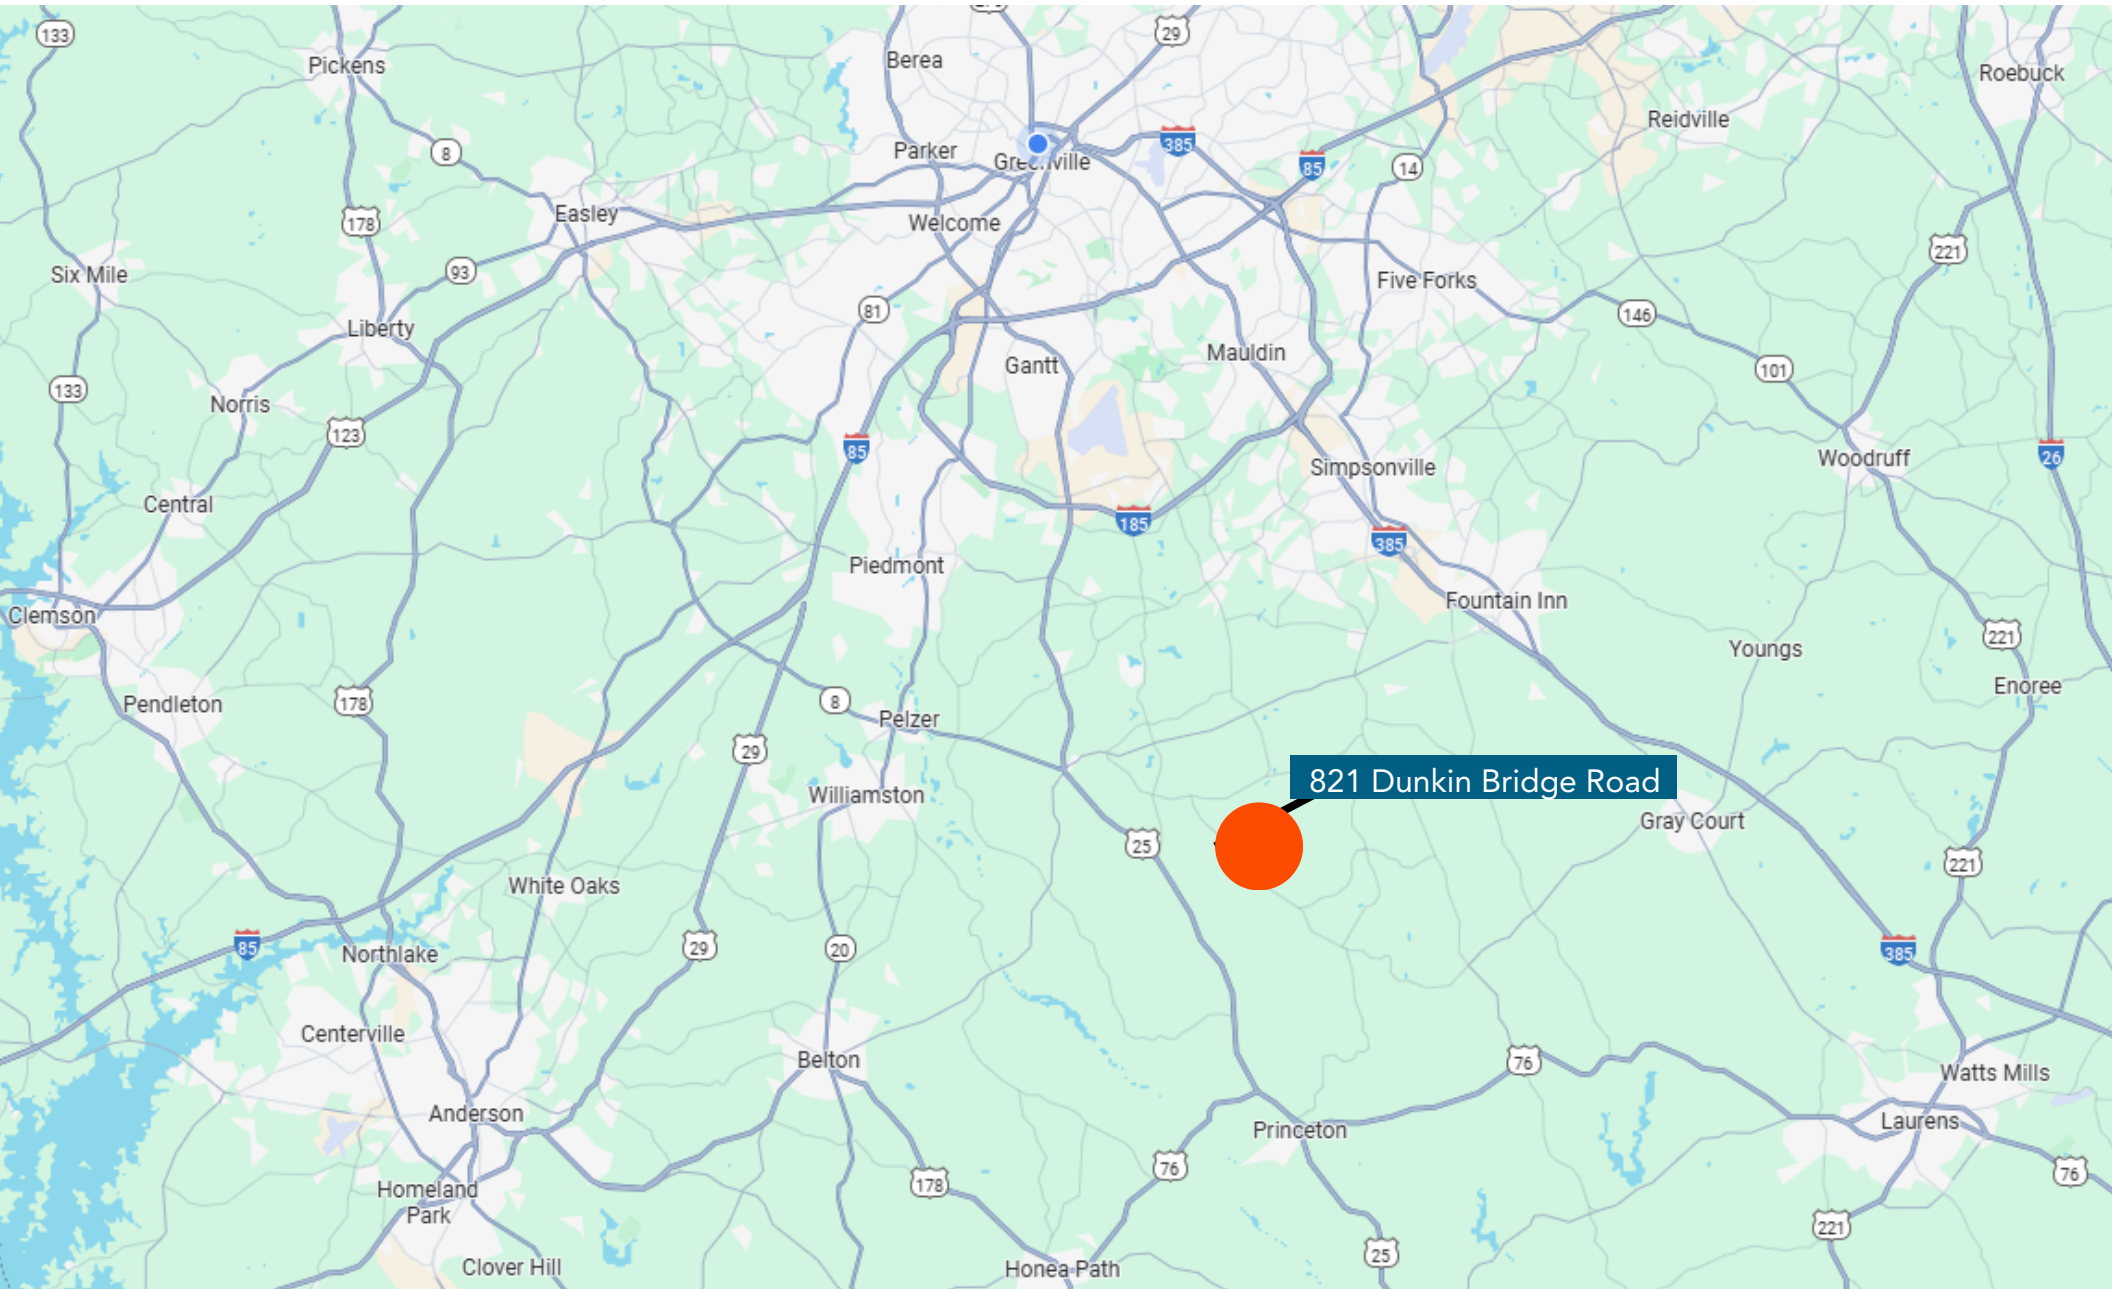 133
Pickens
Berea
29
Roebuck
Reidville
8
Parker
Greenville
385
85
14
178
Easley
Welcome
221
Six Mile
93
Five Forks
81
146
Liberty
Gantt
Mauldin
101
133
Norris
123
85
Simpsonville
Woodruff
26
Central
185
385
Piedmont
Fountain Inn
Clemson
221
Youngs
Enoree
178
Pendleton
8
Pelzer
29
821 Dunkin Bridge Road
Williamston
Gray Court
25
221
White Oaks
85
Northlake
29
20
385
Centerville
Belton
76
Watts Mills
Anderson
Princeton
Laurens
76
76
178
Homeland
Park
221
25
Clover Hill
Honea Path